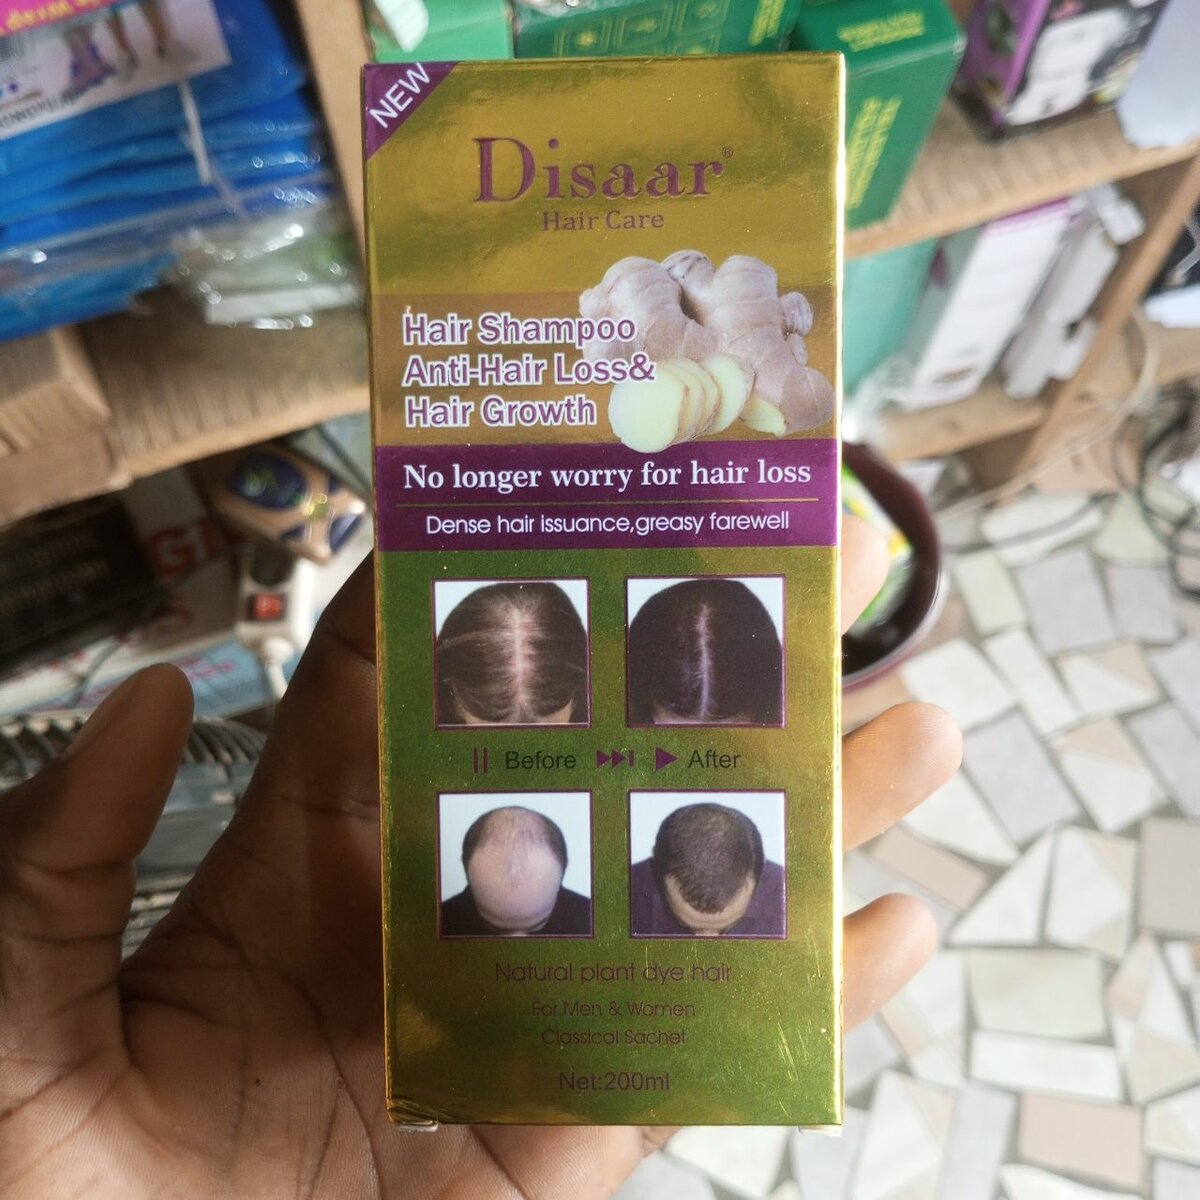 NEW
Disaar®
Hair Care
Hair Shampoo
Anti-Hair Loss&
Hair Growth
No longer worry for hair loss
Dense hair issuance,greasy farewell
Before
After
Natural plant dye hair
For Men & Women
Classical Sachet
Net:200ml